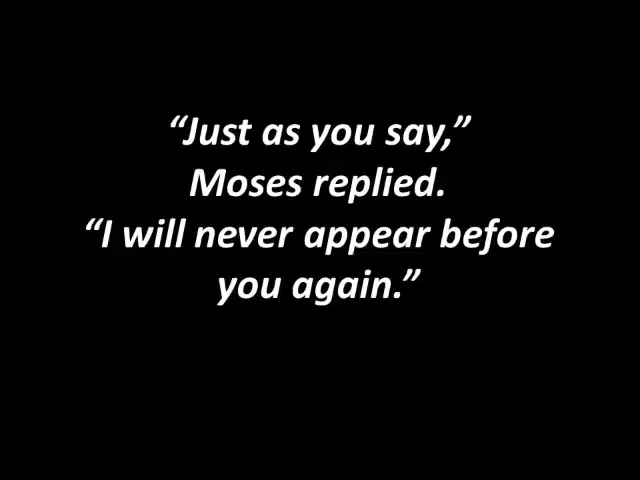 “Just as you say,”
Moses replied.
“I will never appear before
you again.”